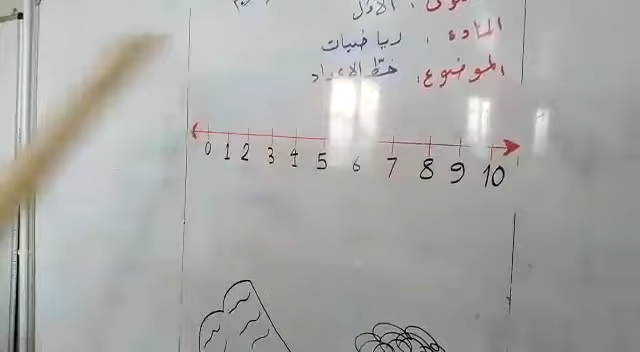 الأول
المادة : رياضيات
الموضوع: خط الأعداد
0 1 2 3 4 5 6 7 8 9 10